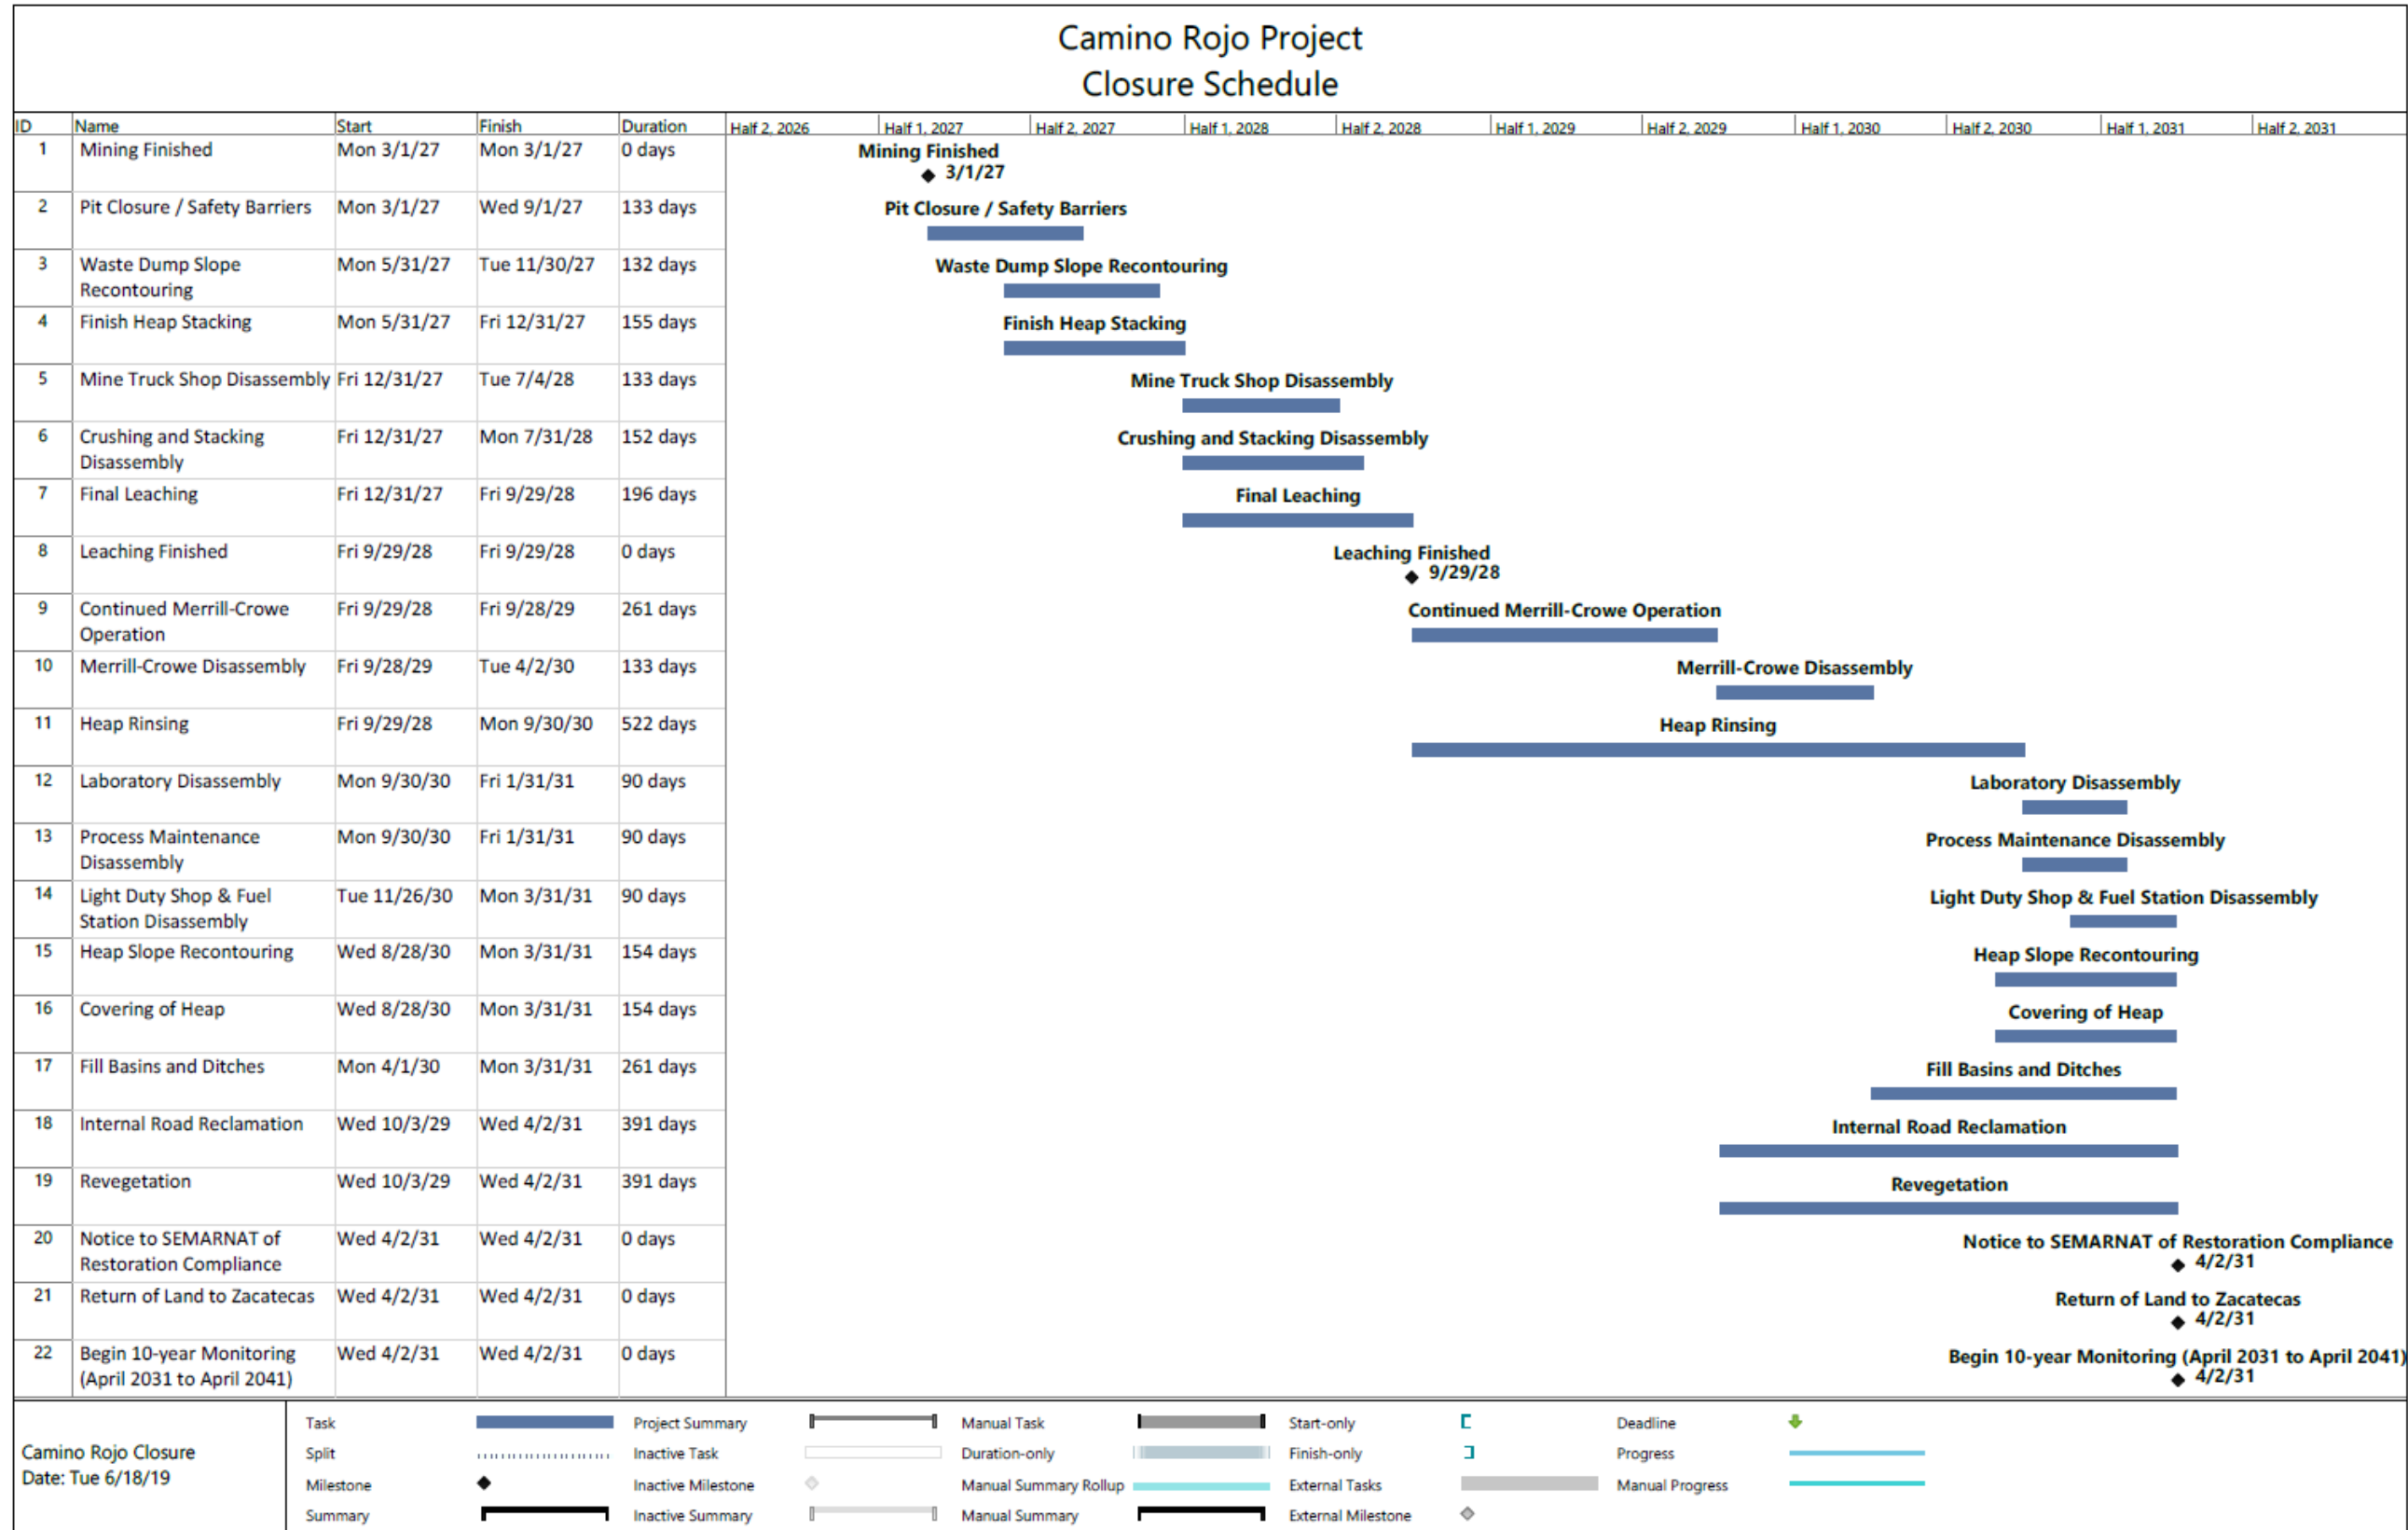 Camino Rojo Project
Closure Schedule
ID Name Start Finish Duration Half 2, 2026 Half 1, 2027 Half 2, 2027 Half 1, 2028 Half 2, 2028 Half 1, 2029 Half 2, 2029 Half 1, 2030 Half 2, 2030 Half 1, 2031 Half 2, 2031
1 Mining Finished Mon 3/1/27 Mon 3/1/27 0 days Mining Finished
3/1/27
2 Pit Closure / Safety Barriers Mon 3/1/27 Wed 9/1/27 133 days Pit Closure / Safety Barriers
3 Waste Dump Slope Mon 5/31/27 Tue 11/30/27 132 days Waste Dump Slope Recontouring
Recontouring
4 Finish Heap Stacking Mon 5/31/27 Fri 12/31/27 155 days Finish Heap Stacking
5 Mine Truck Shop Disassembly Fri 12/31/27 Tue 7/4/28 133 days Mine Truck Shop Disassembly
6 Crushing and Stacking Fri 12/31/27 Mon 7/31/28 152 days Crushing and Stacking Disassembly
Disassembly
7 Final Leaching Fri 12/31/27 Fri 9/29/28 196 days Final Leaching
8 Leaching Finished Fri 9/29/28 Fri 9/29/28 0 days Leaching Finished
9/29/28
9 Continued Merrill-Crowe Fri 9/29/28 Fri 9/28/29 261 days Continued Merrill-Crowe Operation
Operation
10 Merrill-Crowe Disassembly Fri 9/28/29 Tue 4/2/30 133 days Merrill-Crowe Disassembly
11 Heap Rinsing Fri 9/29/28 Mon 9/30/30 522 days Heap Rinsing
12 Laboratory Disassembly Mon 9/30/30 Fri 1/31/31 90 days Laboratory Disassembly
13 Process Maintenance Mon 9/30/30 Fri 1/31/31 90 days Process Maintenance Disassembly
Disassembly
14 Light Duty Shop & Fuel Tue 11/26/30 Mon 3/31/31 90 days Light Duty Shop & Fuel Station Disassembly
Station Disassembly
15 Heap Slope Recontouring Wed 8/28/30 Mon 3/31/31 154 days Heap Slope Recontouring
16 Covering of Heap Wed 8/28/30 Mon 3/31/31 154 days Covering of Heap
17 Fill Basins and Ditches Mon 4/1/30 Mon 3/31/31 261 days Fill Basins and Ditches
18 Internal Road Reclamation Wed 10/3/29 Wed 4/2/31 391 days Internal Road Reclamation
19 Revegetation Wed 10/3/29 Wed 4/2/31 391 days Revegetation
20 Notice to SEMARNAT of Wed 4/2/31 Wed 4/2/31 0 days Notice to SEMARNAT of Restoration Compliance
Restoration Compliance 4/2/31
21 Return of Land to Zacatecas Wed 4/2/31 Wed 4/2/31 0 days Return of Land to Zacatecas
4/2/31
22 Begin 10-year Monitoring Wed 4/2/31 Wed 4/2/31 0 days Begin 10-year Monitoring (April 2031 to April 2041)
(April 2031 to April 2041) 4/2/31
Camino Rojo Closure
Date: Tue 6/18/19
Task Project Summary Manual Task Start-only Deadline
Split Inactive Task Duration-only Finish-only Progress
Milestone Inactive Milestone Manual Summary Rollup External Tasks Manual Progress
Summary Inactive Summary Manual Summary External Milestone